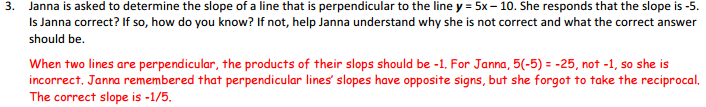 3. Janna is asked to determine the slope of a line that is perpendicular to the line y = 5x – 10. She responds that the slope is -5.
Is Janna correct? If so, how do you know? If not, help Janna understand why she is not correct and what the correct answer
should be.
When two lines are perpendicular, the products of their slops should be -1. For Janna, 5(-5) = -25, not -1, so she is
incorrect. Janna remembered that perpendicular lines' slopes have opposite signs, but she forgot to take the reciprocal.
The correct slope is -1/5.